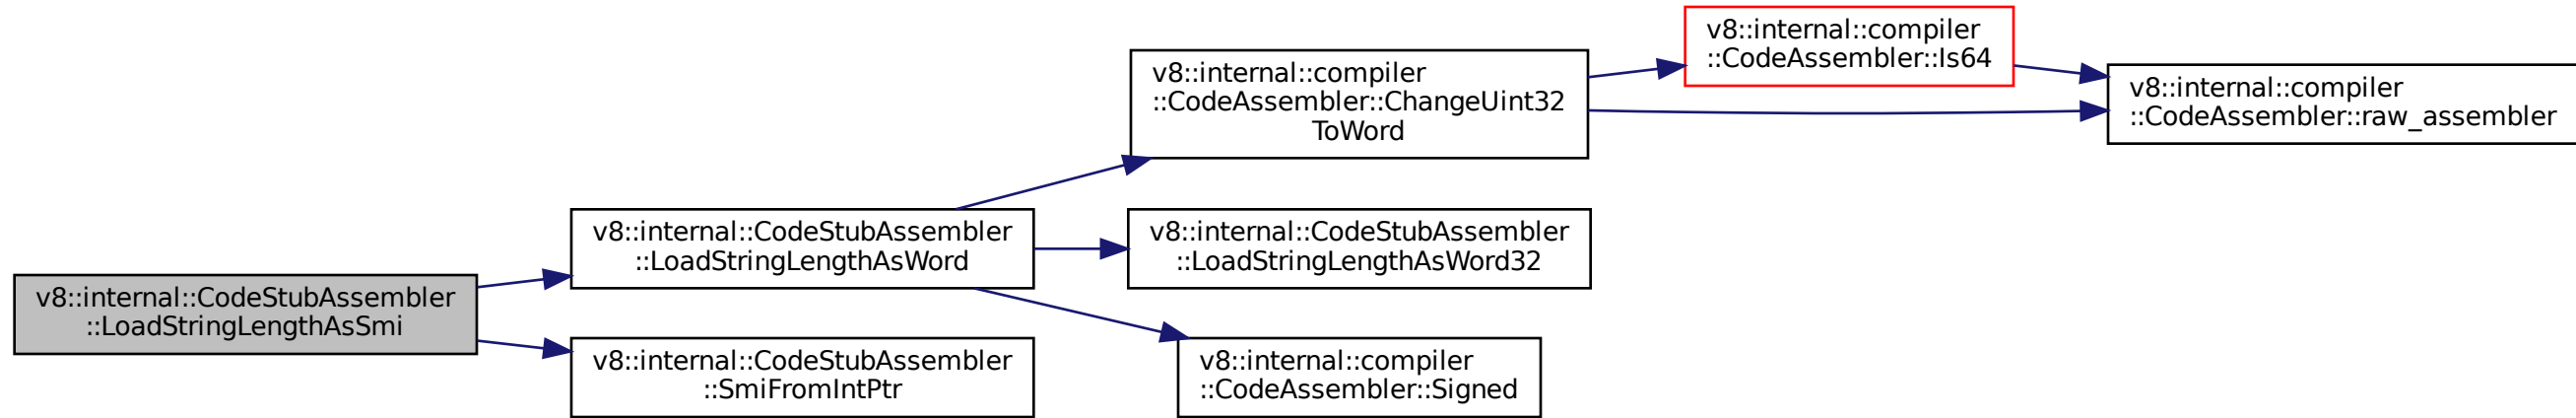 v8::internal::CodeStubAssembler
::LoadStringLengthAsSmi
v8::internal::CodeStubAssembler
::LoadStringLengthAsWord
v8::internal::CodeStubAssembler
::SmiFromIntPtr
v8::internal::compiler
::CodeAssembler::ChangeUint32
ToWord
v8::internal::CodeStubAssembler
::LoadStringLengthAsWord32
v8::internal::compiler
::CodeAssembler::Signed
v8::internal::compiler
::CodeAssembler::Is64
v8::internal::compiler
::CodeAssembler::raw_assembler